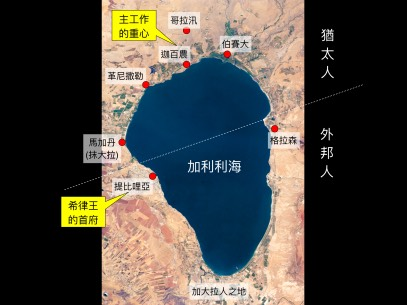 主工作
的重心
哥拉汛
迦百農
伯賽大
革尼撒勒
馬加丹
(抹大拉)
格拉森
加利利海
提比哩亞
希律王
的首府
加大拉人之地
猶太人
外邦人